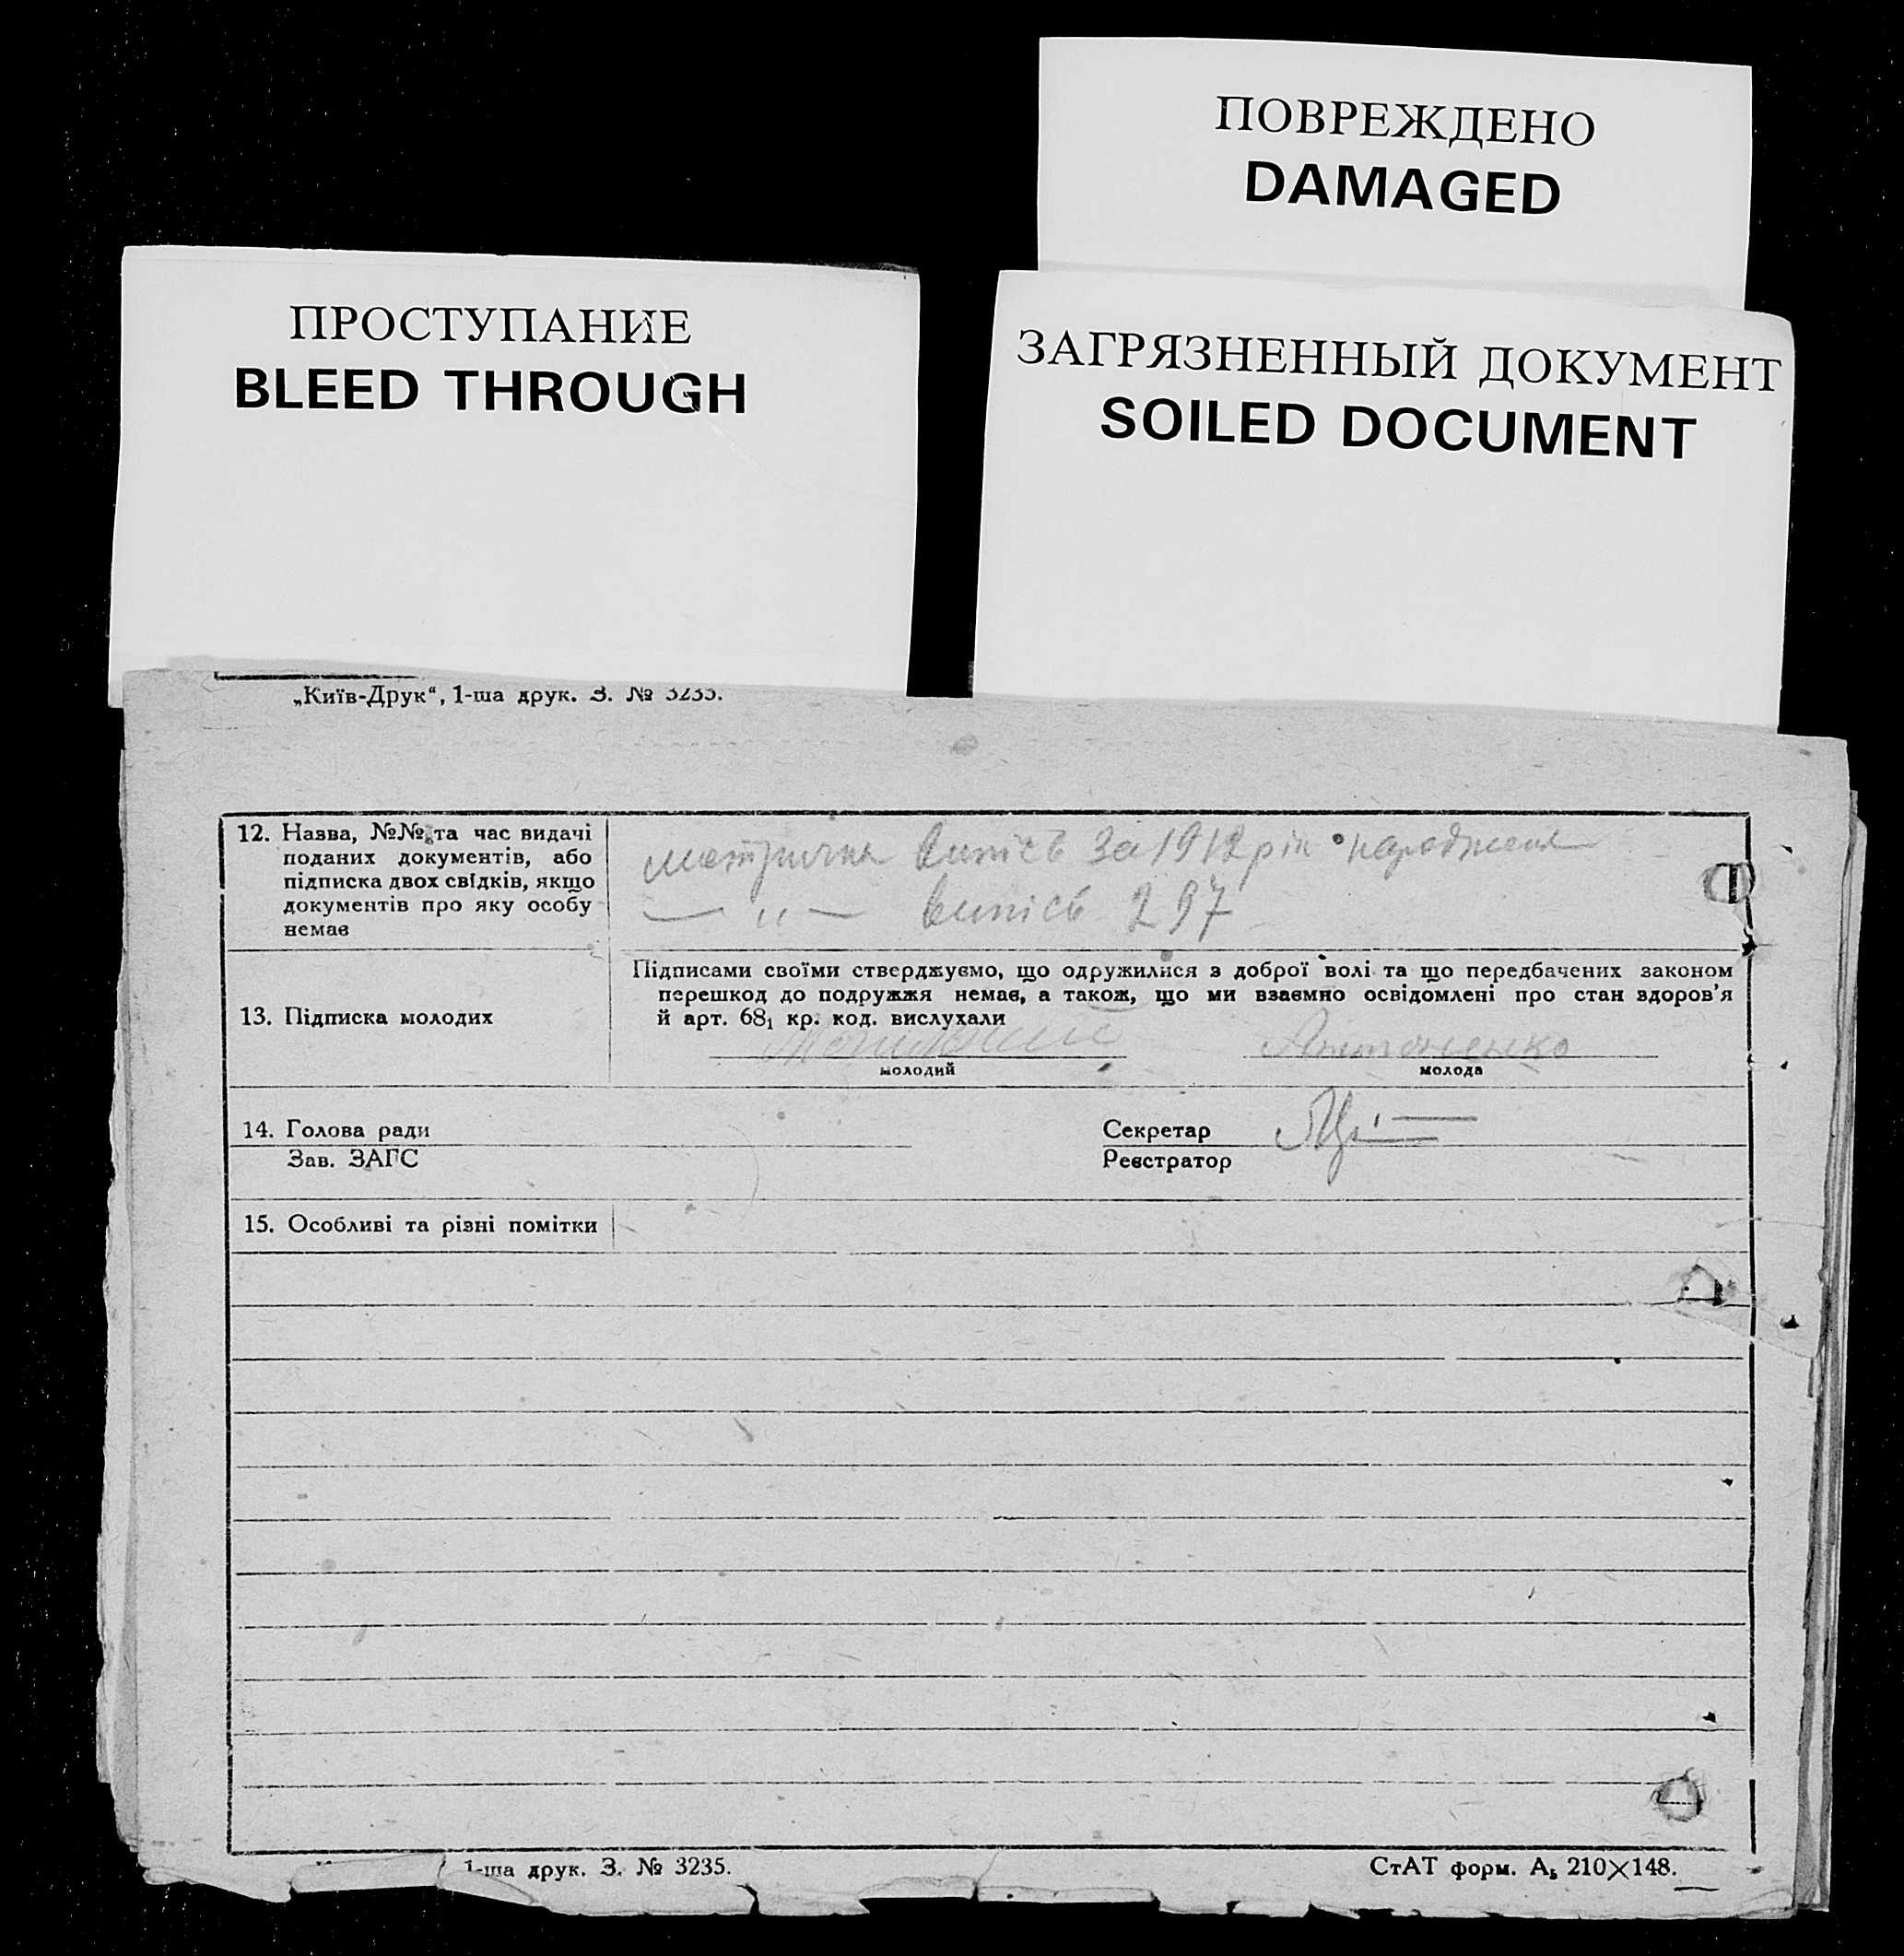 ПОВРЕЖДЕНО
DAMAGED
ПРОСТУПАНИЕ
BLEED THROUGH
ЗАГРЯЗНЕННЫЙ ДОКУМЕНТ
SOILED DOCUMENT
„Київ-Друк“, 1-ша друк. З. № 3235.
12. Назва, №№ та час видачі
поданих документів, або
підписка двох свідків, якщо
документів про яку особу
немає
метрична випісь за 1912 рік народження
— „ — випісь 297
13. Підписка молодих
Підписами своїми стверджуємо, що одружилися з доброї волі та що передбачених законом
перешкод до подружжя немає, а також, що ми взаємно освідомлені про стан здоров'я
й арт. 68₁ кр. код. вислухали
Антоненко
молодий
молода
14. Голова ради
Секретар
Зав. ЗАГС
Реєстратор
15. Особливі та різні помітки
1-ша друк. З. № 3235.
СтАТ форм. А₅ 210×148.